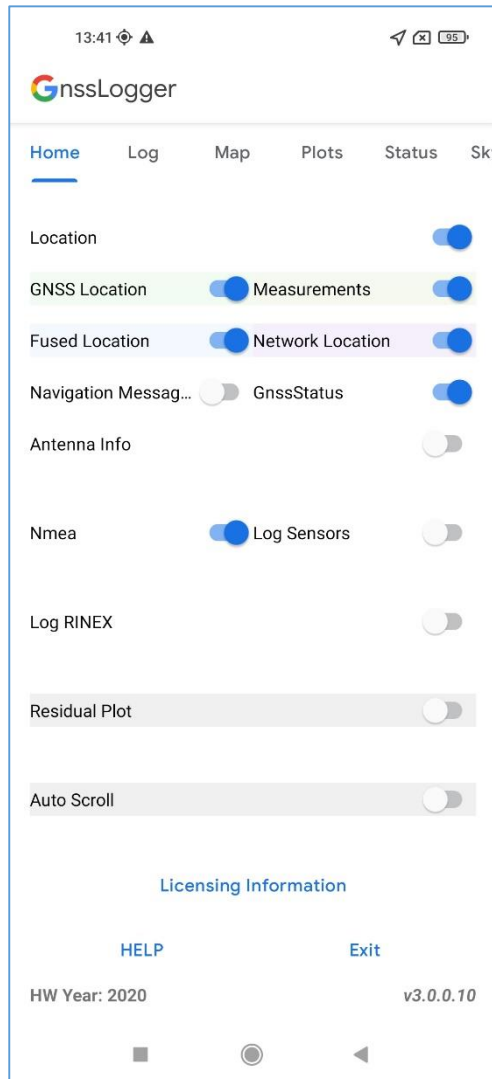 13:41 95
GnssLogger
Home Log Map Plots Status Sk
Location
GNSS Location Measurements
Fused Location Network Location
Navigation Messag... GnssStatus
Antenna Info
Nmea Log Sensors
Log RINEX
Residual Plot
Auto Scroll
Licensing Information
HELP Exit
HW Year: 2020 v3.0.0.10